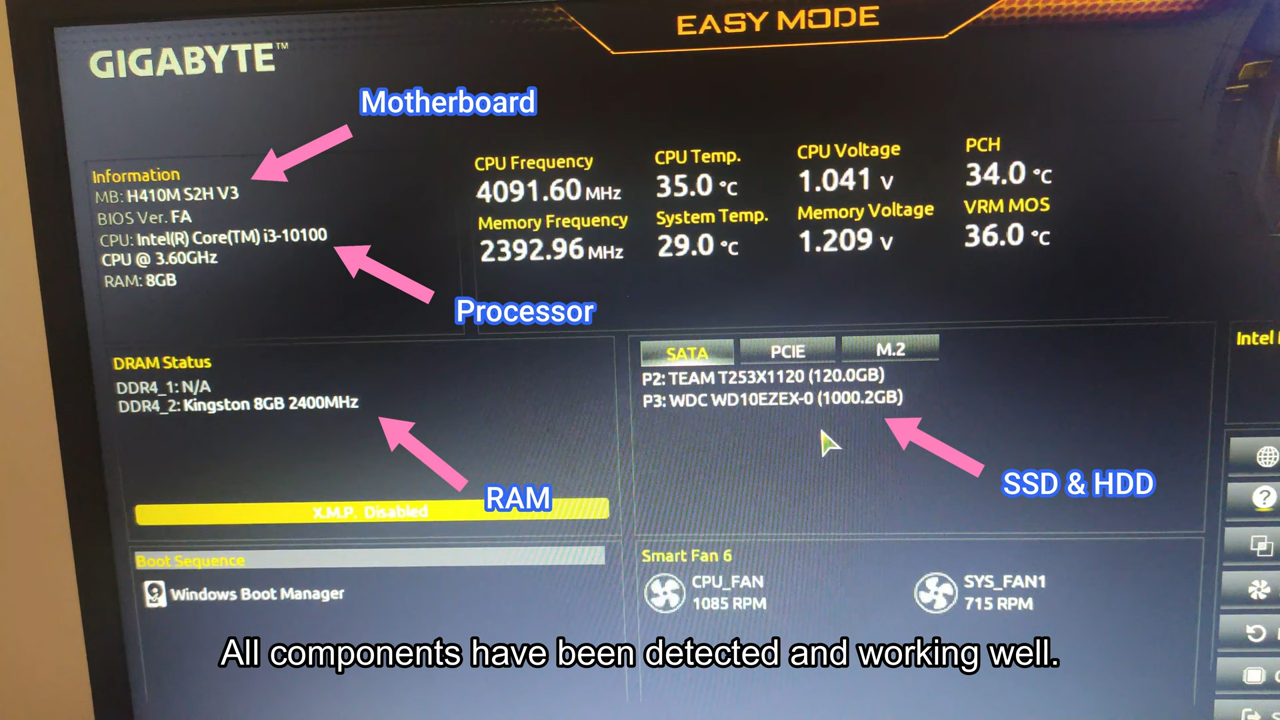 EASY MODE
GIGABYTE™
Motherboard
Information
MB: H410M S2H V3
BIOS Ver. FA
CPU: Intel(R) Core(TM) i3-10100
CPU @ 3.60GHz
RAM: 8GB
Processor
CPU Frequency
4091.60 MHz
CPU Temp.
35.0 °C
CPU Voltage
1.041 V
PCH
34.0 °C
Memory Frequency
2392.96 MHz
System Temp.
29.0 °C
Memory Voltage
1.209 V
VRM MOS
36.0 °C
DRAM Status
DDR4_1: N/A
DDR4_2: Kingston 8GB 2400MHz
RAM
X.M.P. Disabled
SATA
PCIE
M.2
P2: TEAM T253X1120 (120.0GB)
P3: WDC WD10EZEX-0 (1000.2GB)
SSD & HDD
Intel
Boot Sequence
Windows Boot Manager
Smart Fan 6
CPU_FAN
1085 RPM
SYS_FAN1
715 RPM
All components have been detected and working well.